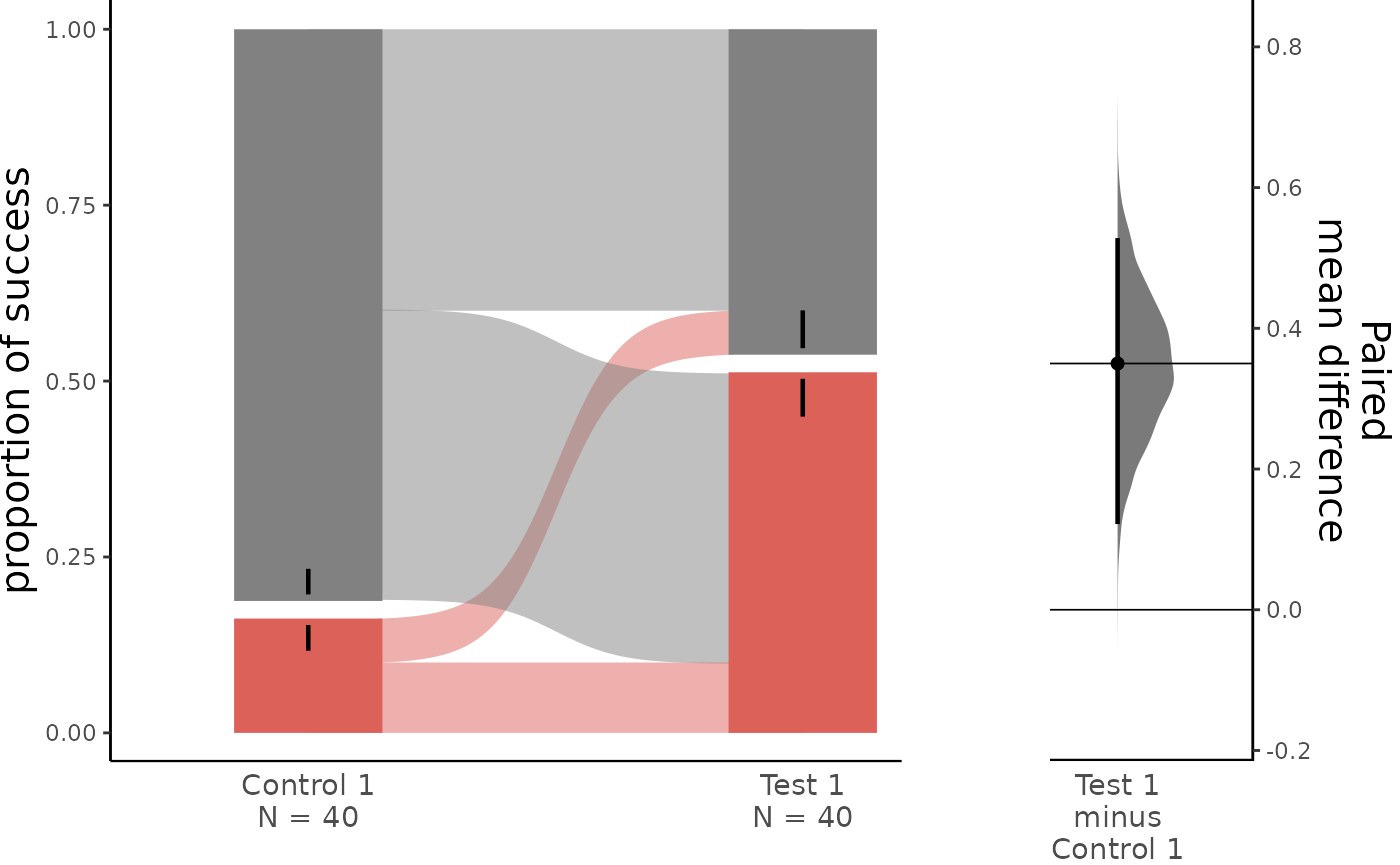 proportion of success
1.00
0.75
0.50
0.25
0.00
Control 1
N = 40
Test 1
N = 40
0.8
0.6
0.4
0.2
0.0
-0.2
Paired
mean difference
Test 1
minus
Control 1